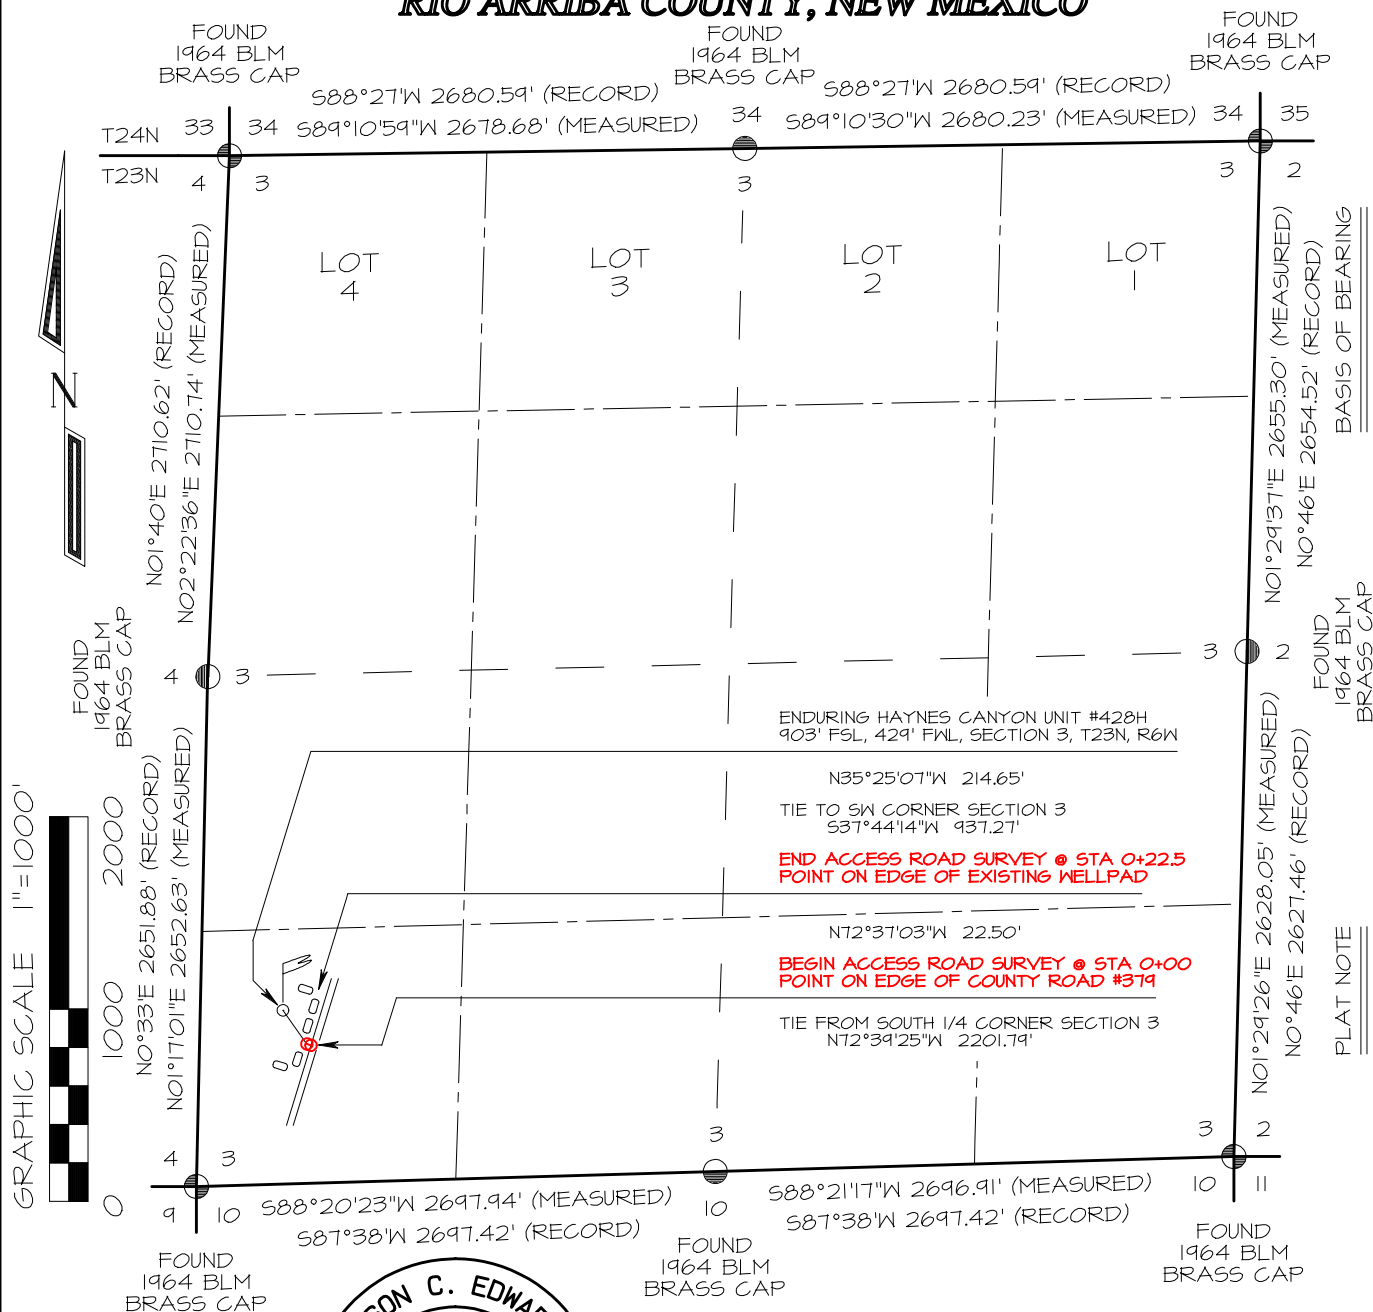 RIO ARRIBA COUNTY, NEW MEXICO
FOUND
1964 BLM
BRASS CAP
FOUND
1964 BLM
BRASS CAP
FOUND
1964 BLM
BRASS CAP
S88°27'W 2680.59' (RECORD)
S88°27'W 2680.59' (RECORD)
T24N 33 34 S89°10'59"W 2678.68' (MEASURED) 34 S89°10'30"W 2680.23' (MEASURED) 34 35
T23N 4 3 3 3 2
LOT
4
LOT
3
LOT
2
LOT
1
N01°40'E 2710.62' (RECORD)
N02°22'36"E 2710.74' (MEASURED)
N01°29'37"E 2655.30' (MEASURED)
N0°46'E 2654.52' (RECORD)
BASIS OF BEARING
N
FOUND
1964 BLM
BRASS CAP
4 3
3 2
FOUND
1964 BLM
BRASS CAP
ENDURING HAYNES CANYON UNIT #428H
903' FSL, 429' FWL, SECTION 3, T23N, R6W
N35°25'07"W 214.65'
TIE TO SW CORNER SECTION 3
S37°44'14"W 937.27'
END ACCESS ROAD SURVEY @ STA 0+22.5
POINT ON EDGE OF EXISTING WELLPAD
N72°37'03"W 22.50'
BEGIN ACCESS ROAD SURVEY @ STA 0+00
POINT ON EDGE OF COUNTY ROAD #379
TIE FROM SOUTH 1/4 CORNER SECTION 3
N72°39'25"W 2201.79'
GRAPHIC SCALE 1"=1000'
0 1000 2000
N0°33'E 2651.88' (RECORD)
N01°17'01"E 2652.63' (MEASURED)
N01°29'26"E 2628.05' (MEASURED)
N0°46'E 2627.46' (RECORD)
PLAT NOTE
4 3 3 3 2
9 10 S88°20'23"W 2697.94' (MEASURED) 10 S88°21'17"W 2696.91' (MEASURED) 10 11
S87°38'W 2697.42' (RECORD)
S87°38'W 2697.42' (RECORD)
FOUND
1964 BLM
BRASS CAP
FOUND
1964 BLM
BRASS CAP
FOUND
1964 BLM
BRASS CAP
SON C. EDWAR